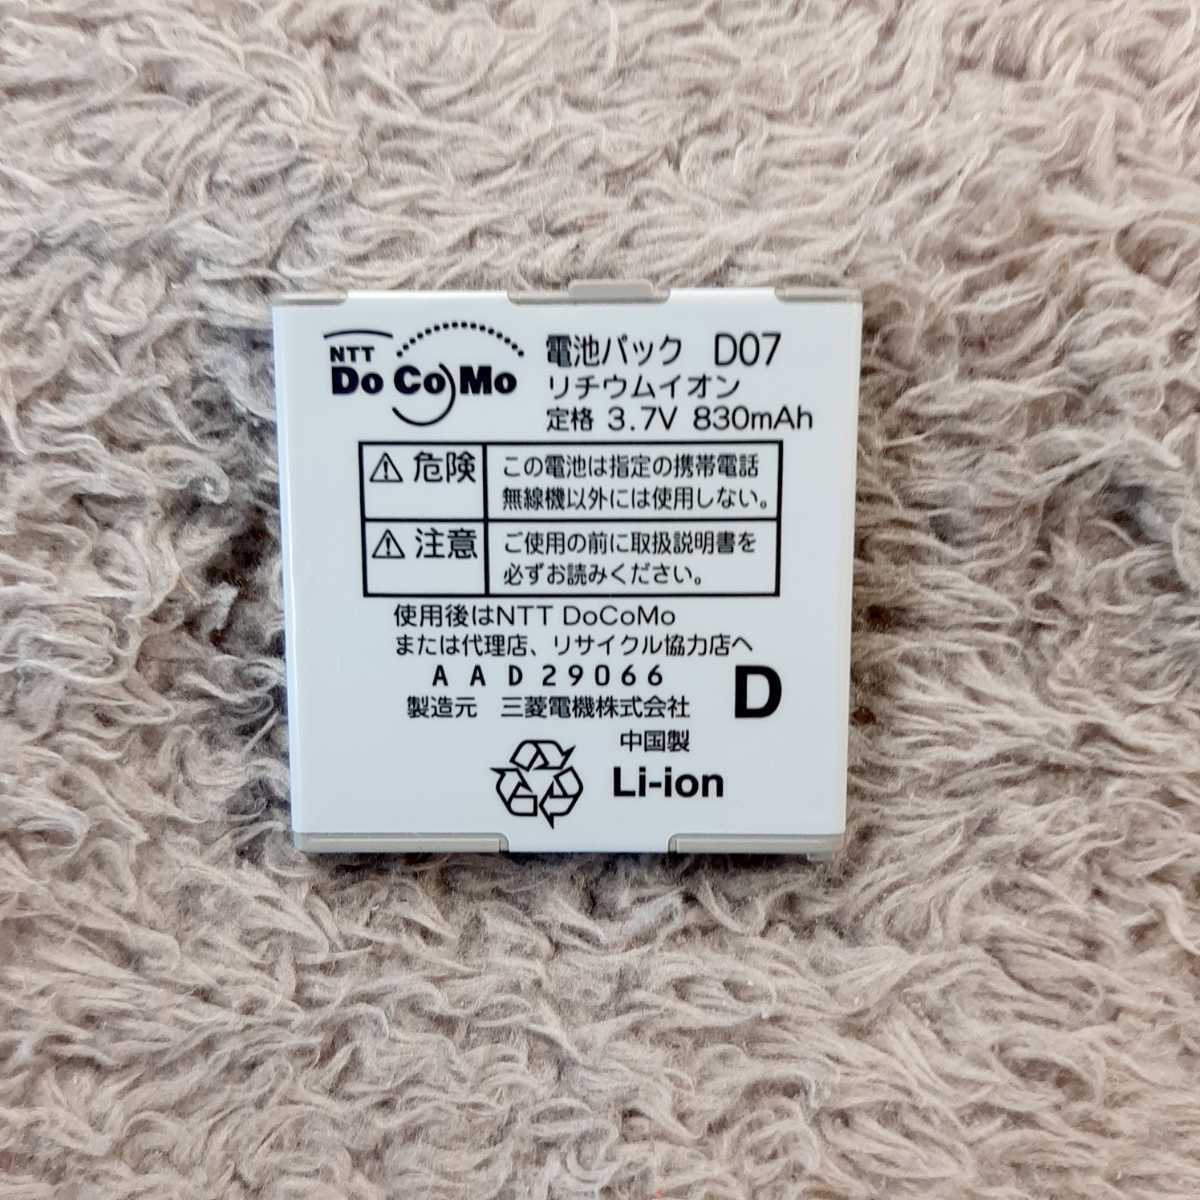 NTT
DoCoMo
電池パック D07
リチウムイオン
定格 3.7V 830mAh
危険
この電池は指定の携帯電話
無線機以外には使用しない。
注意
ご使用の前に取扱説明書を
必ずお読みください。
使用後はNTT DoCoMo
または代理店、リサイクル協力店へ
AAD29066
D
製造元 三菱電機株式会社
中国製
Li-ion